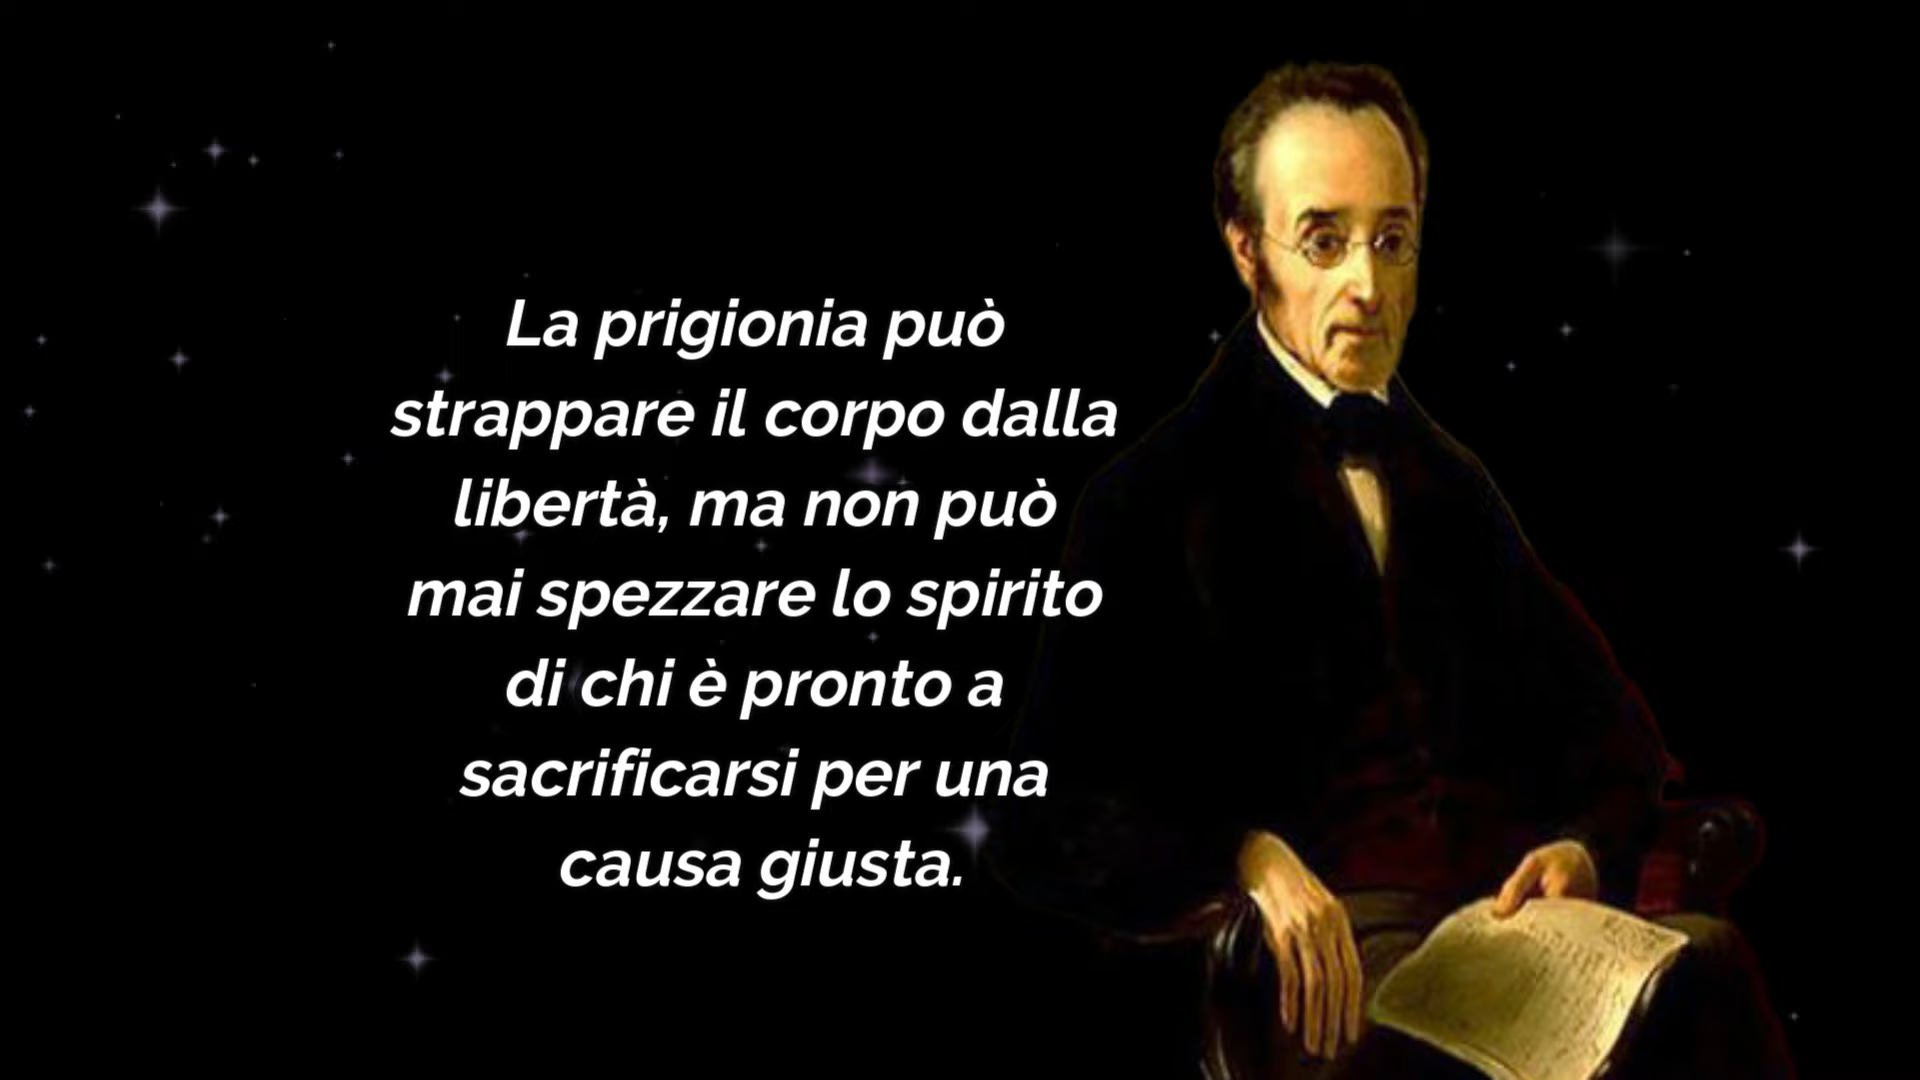 La prigionia può
strappare il corpo dalla
libertà, ma non può
mai spezzare lo spirito
di chi è pronto a
sacrificarsi per una
causa giusta.